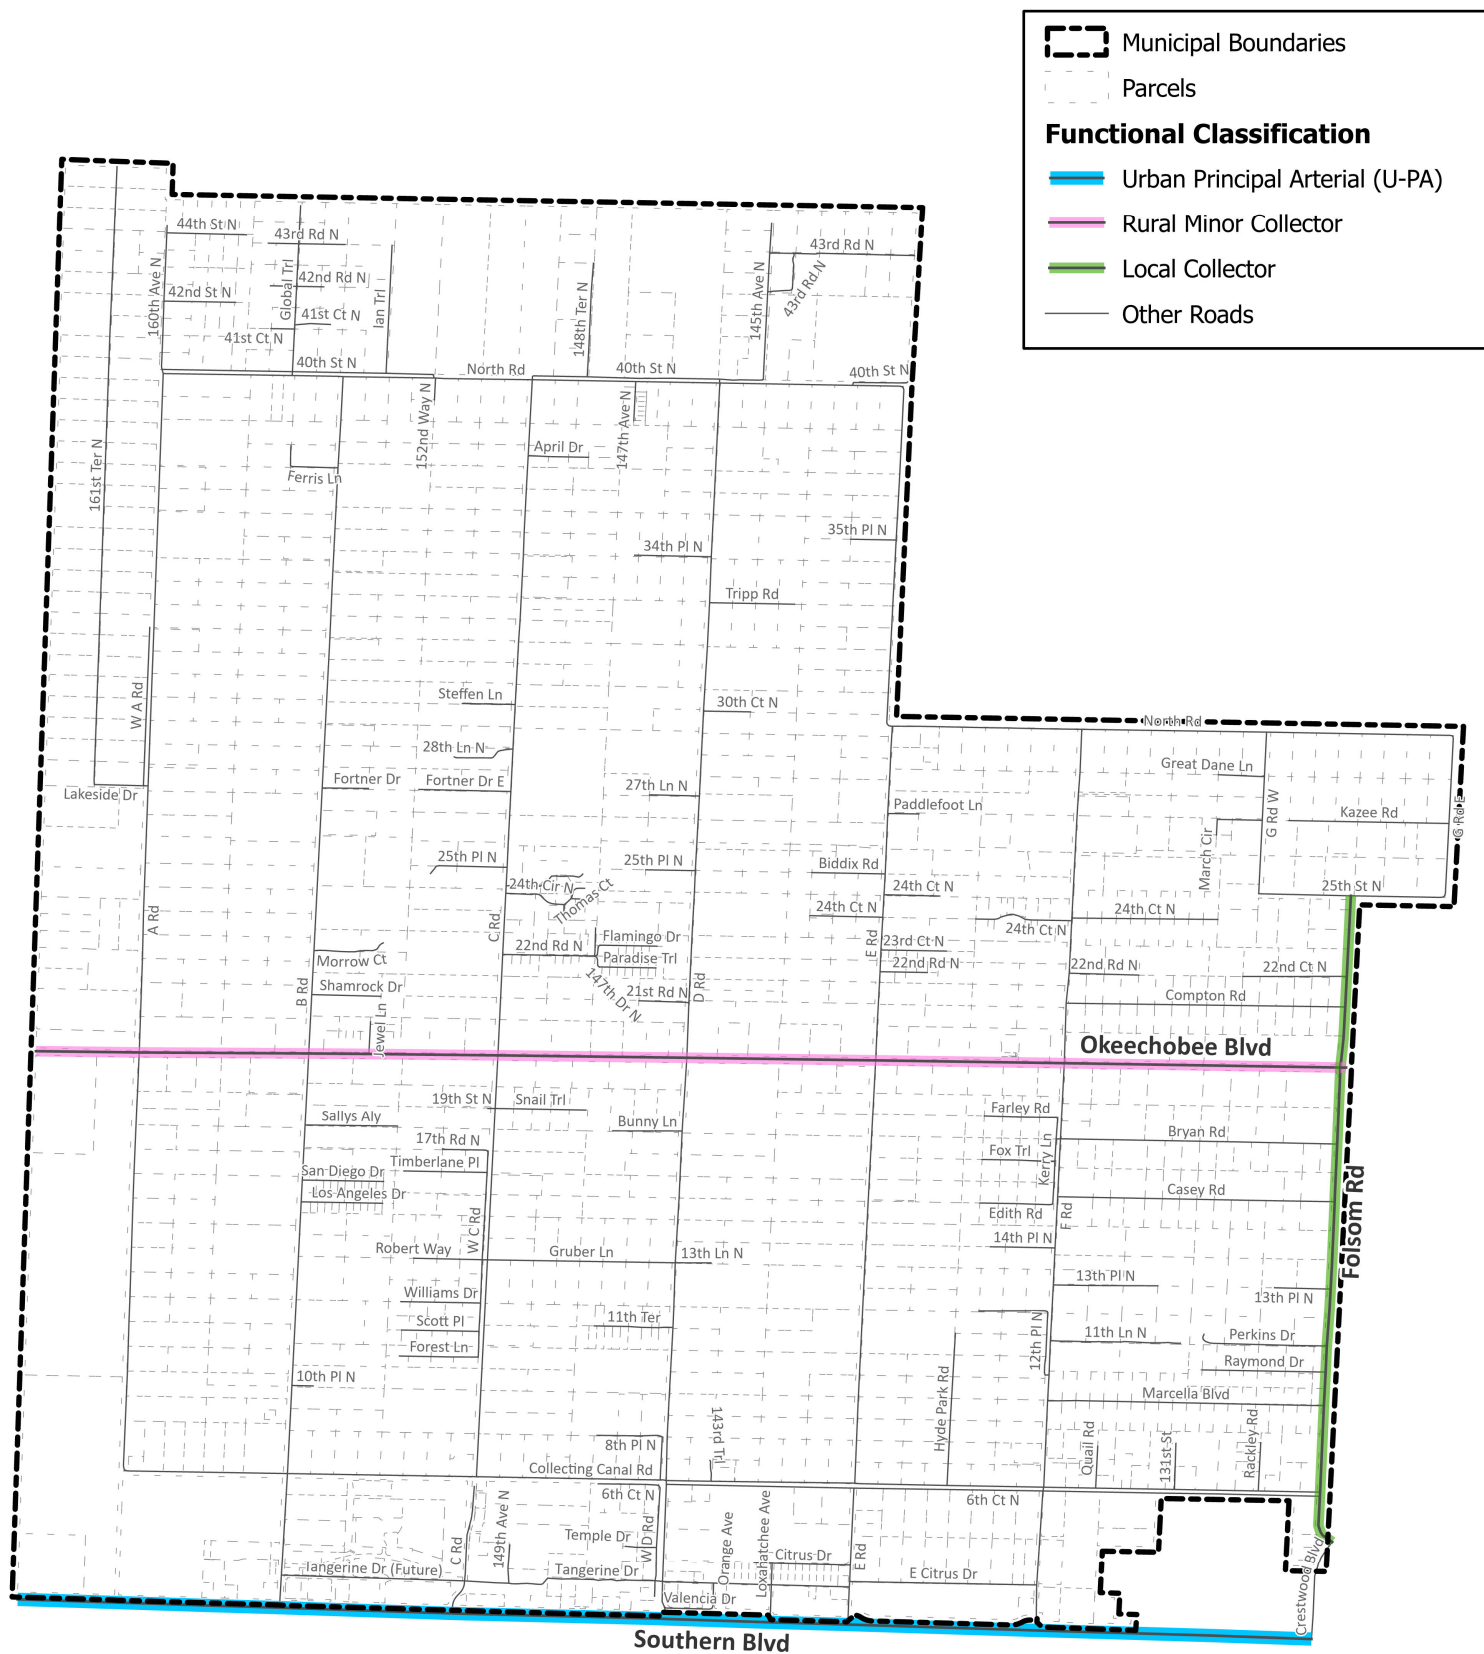 Municipal Boundaries
Parcels
Functional Classification
Urban Principal Arterial (U-PA)
Rural Minor Collector
Local Collector
Other Roads
44th St N
43rd Rd N
43rd Rd N
160th Ave N
Global Trl
42nd Rd N
Ian Trl
148th Ter N
145th Ave N
43rd Rd N
42nd St N
41st Ct N
41st Ct N
40th St N
North Rd
40th St N
40th St N
161st Ter N
152nd Way N
147th Ave N
April Dr
Ferris Ln
35th Pl N
34th Pl N
Tripp Rd
W A Rd
Steffen Ln
30th Ct N
North Rd
28th Ln N
Great Dane Ln
Fortner Dr
Fortner Dr E
27th Ln N
Lakeside Dr
Paddlefoot Ln
G Rd W
Kazee Rd
G Rd E
March Cir
25th Pl N
25th Pl N
Biddix Rd
24th Cir N
Thomas Ct
24th Ct N
25th St N
A Rd
24th Ct N
24th Ct N
24th Ct N
C Rd
E Rd
Flamingo Dr
22nd Rd N
23rd Ct N
Morrow Ct
Paradise Trl
22nd Rd N
22nd Rd N
22nd Ct N
B Rd
Shamrock Dr
147th Dr N
21st Rd N
D Rd
Compton Rd
Jewel Ln
Okeechobee Blvd
19th St N
Snail Trl
Sallys Aly
Bunny Ln
Farley Rd
17th Rd N
Bryan Rd
Timberlane Pl
San Diego Dr
Fox Trl
Kerry Ln
Los Angeles Dr
Casey Rd
Edith Rd
F Rd
Folsom Rd
W C Rd
14th Pl N
Robert Way
Gruber Ln
13th Ln N
13th Pl N
13th Pl N
Williams Dr
Scott Pl
11th Ter
12th Pl N
11th Ln N
Perkins Dr
Forest Ln
Raymond Dr
10th Pl N
Hyde Park Rd
Marcella Blvd
143rd Trl
Quail Rd
131st St
Rackley Rd
8th Pl N
Collecting Canal Rd
6th Ct N
6th Ct N
C Rd
149th Ave N
Temple Dr
W D Rd
Orange Ave
Loxahatchee Ave
Citrus Dr
E Rd
Tangerine Dr (Future)
Tangerine Dr
E Citrus Dr
Valencia Dr
Crestwood Blvd
Southern Blvd